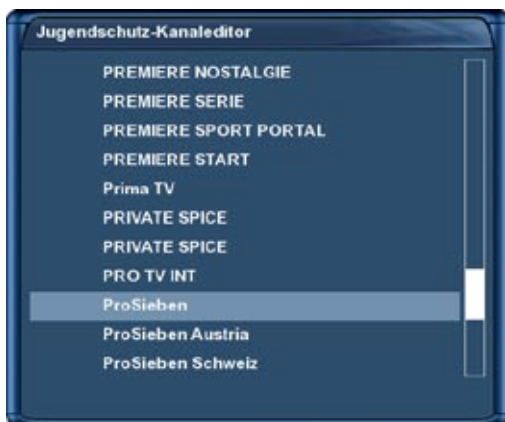 Jugendschutz-Kanaleditor
PREMIERE NOSTALGIE
PREMIERE SERIE
PREMIERE SPORT PORTAL
PREMIERE START
Prima TV
PRIVATE SPICE
PRIVATE SPICE
PRO TV INT
ProSieben
ProSieben Austria
ProSieben Schweiz